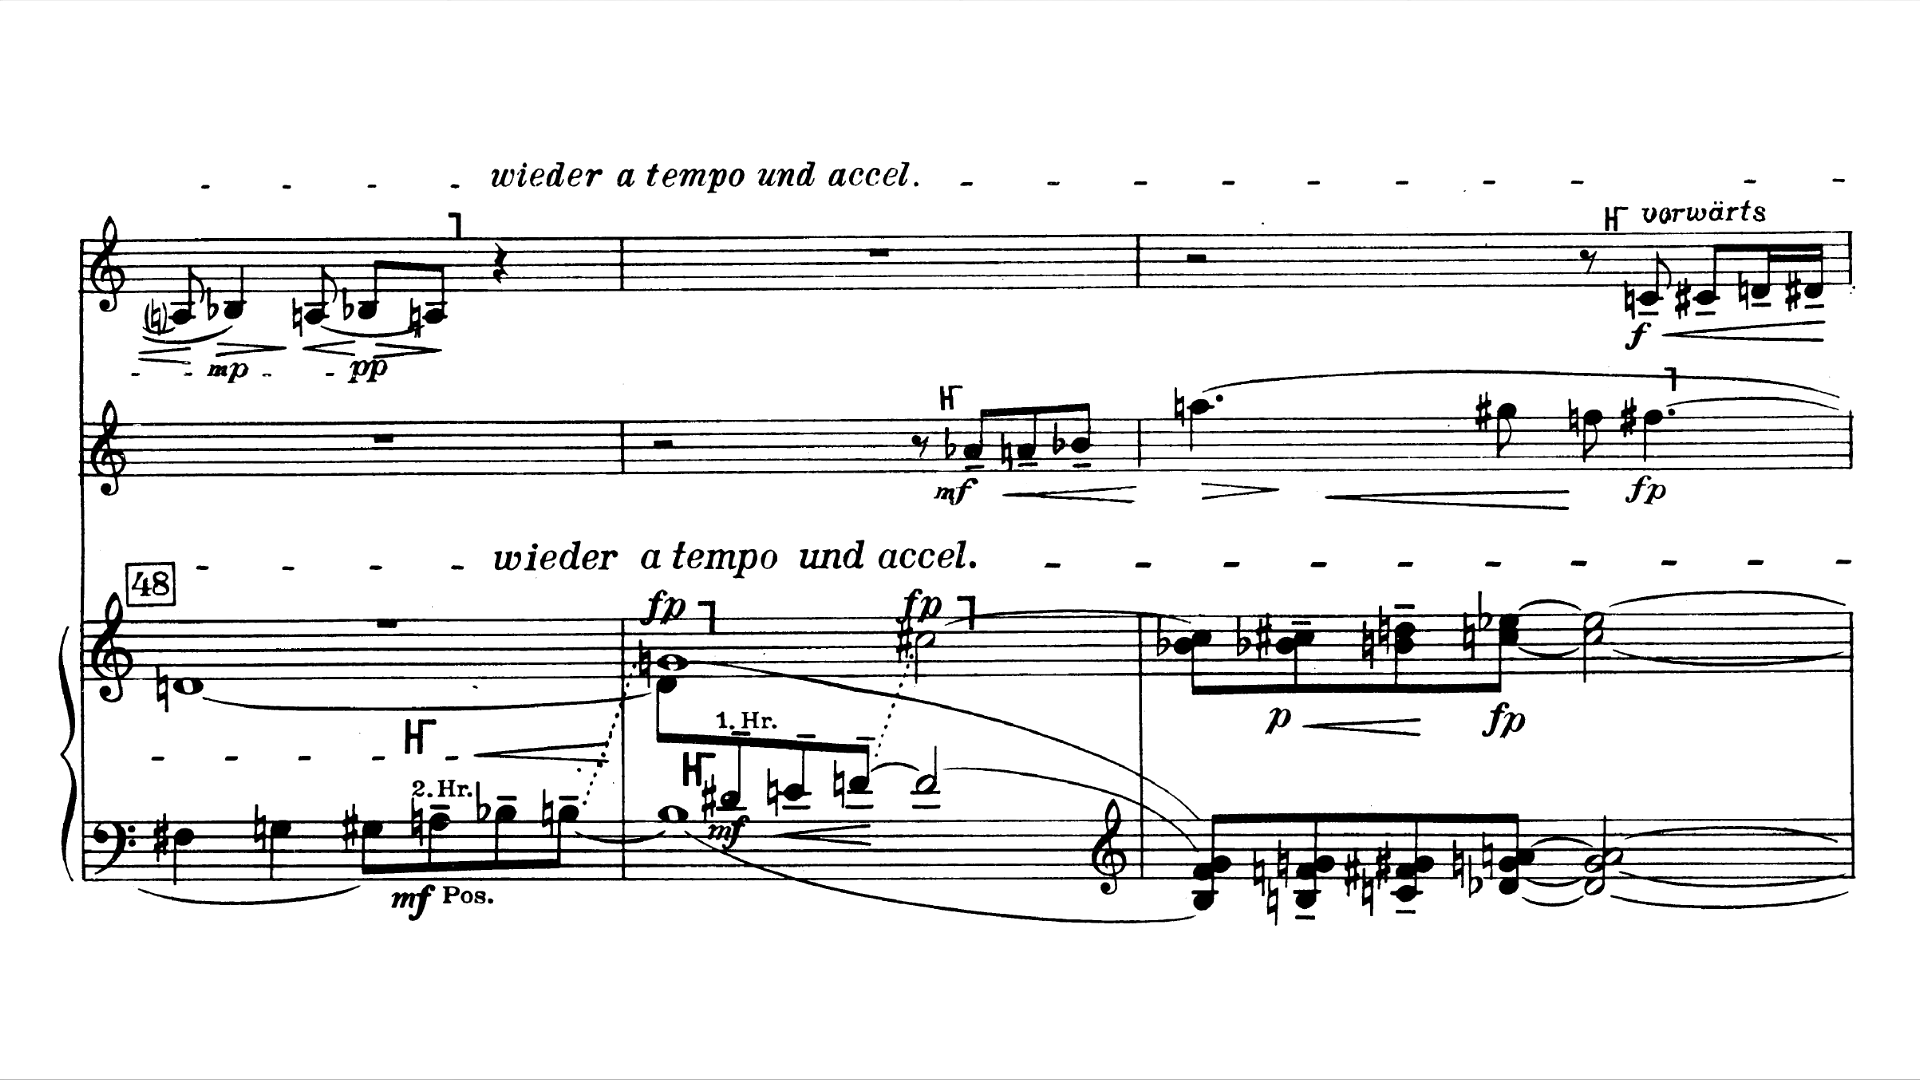 wieder a tempo und accel.
H vorwärts
f
mp pp
H
mf fp
wieder a tempo und accel.
48
fp fp
1. Hr.
p fp
H
H
2. Hr.
mf
mf Pos.